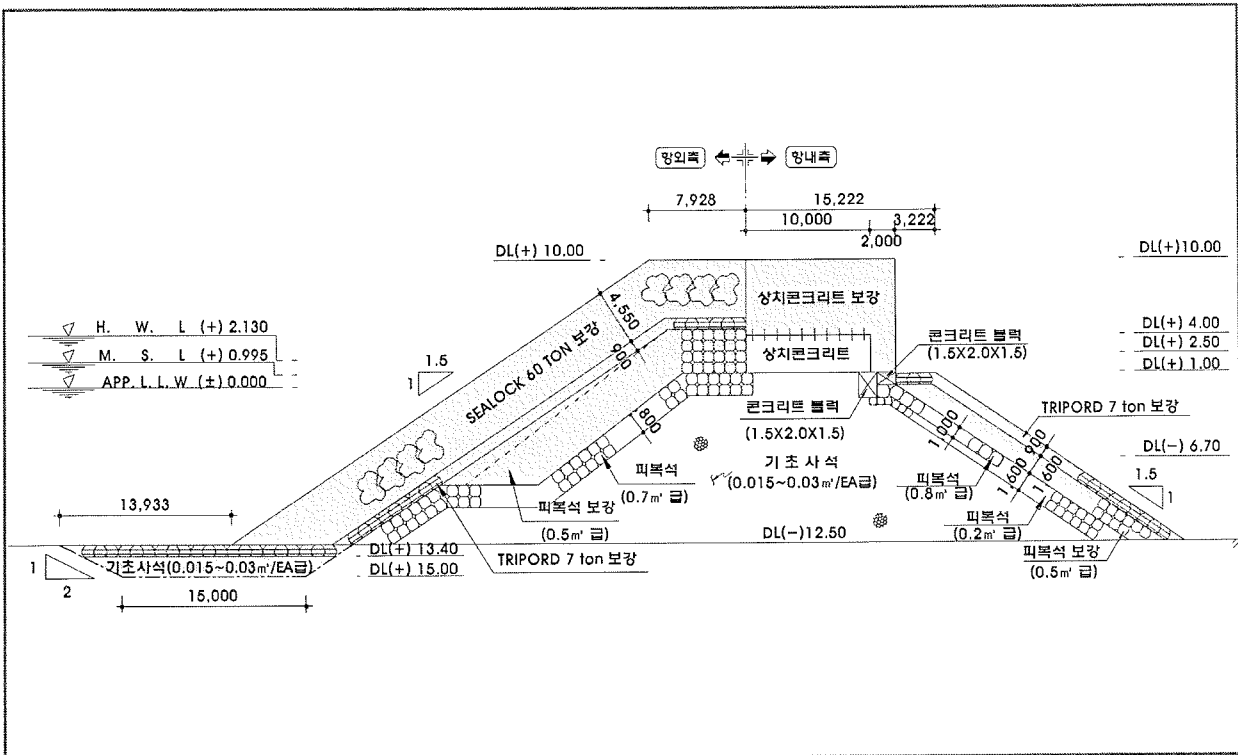 항외측 항내측
7,928 15,222
10,000 3,222
2,000
DL(+) 10.00
DL(+)10.00
상치콘크리트 보강
4,550
H. W. L (+) 2.130
M. S. L (+) 0.995
APP. L. L. W (±) 0.000
1.5
1
SEALOCK 60 TON 보강
900
상치콘크리트
콘크리트 블럭
(1.5X2.0X1.5)
DL(+) 4.00
DL(+) 2.50
DL(+) 1.00
콘크리트 블럭
(1.5X2.0X1.5)
TRIPORD 7 ton 보강
800
1,000
900
1,600
1,600
DL(-) 6.70
1.5
1
피복석
(0.7㎥ 급)
기 초 사 석
(0.015~0.03㎥/EA급)
피복석
(0.8㎥ 급)
13,933
피복석 보강
(0.5㎥ 급)
피복석
(0.2㎥ 급)
DL(-)12.50
피복석 보강
(0.5㎥ 급)
DL(+) 13.40
DL(+) 15.00
TRIPORD 7 ton 보강
1
2
기초사석(0.015~0.03㎥/EA급)
15,000